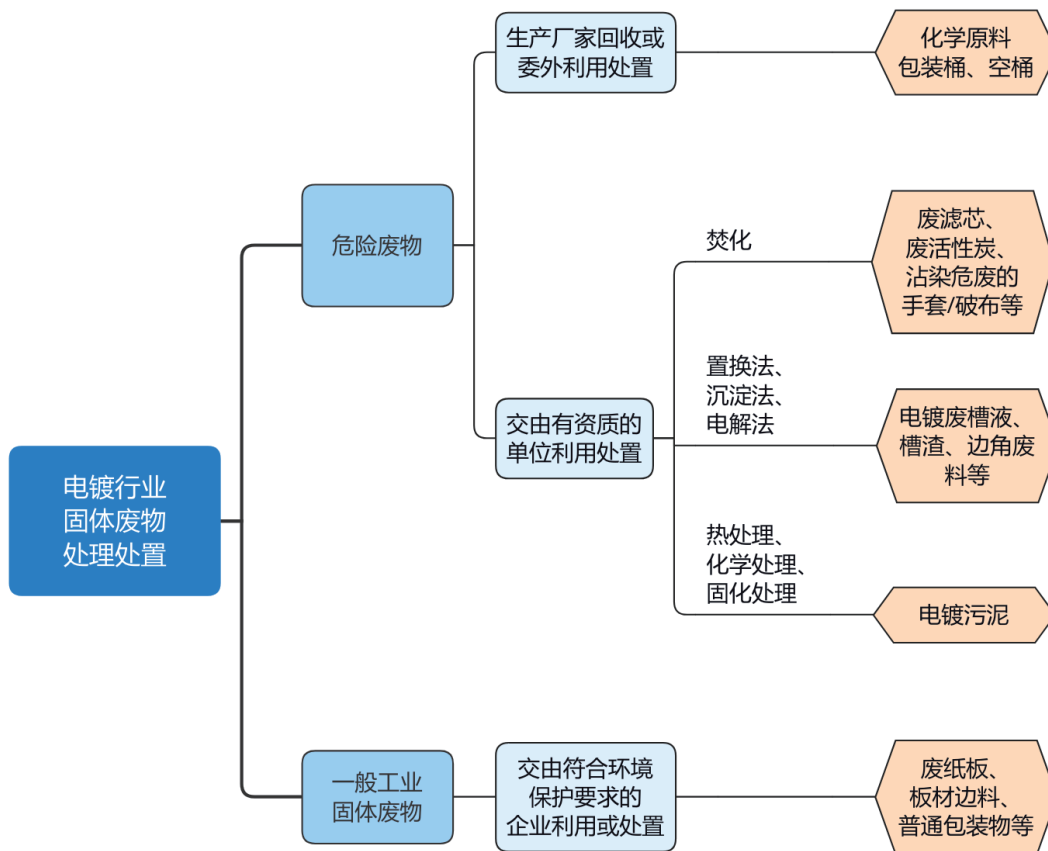 生产厂家回收或
委外利用处置
化学原料
包装桶、空桶
危险废物
焚化
废滤芯、
废活性炭、
沾染危废的
手套/破布等
置换法、
沉淀法、
电解法
交由有资质的
单位利用处置
电镀废槽液、
槽渣、边角废
料等
电镀行业
固体废物
处理处置
热处理、
化学处理、
固化处理
电镀污泥
一般工业
固体废物
交由符合环境
保护要求的
企业利用或处置
废纸板、
板材边料、
普通包装物等